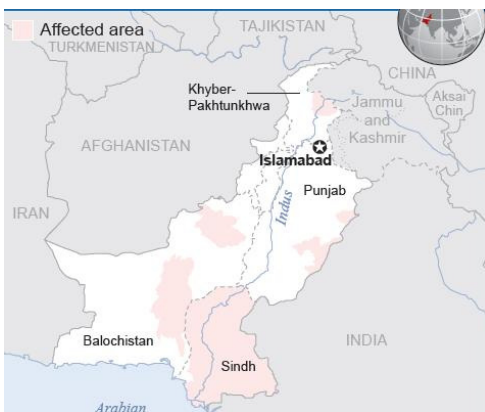 Affected area
TURKMENISTAN
TAJIKISTAN
CHINA
Khyber-
Pakhtunkhwa
Aksai
Chin
Jammu
and
Kashmir
AFGHANISTAN
Islamabad
Punjab
Indus
IRAN
INDIA
Balochistan
Sindh
Arabian